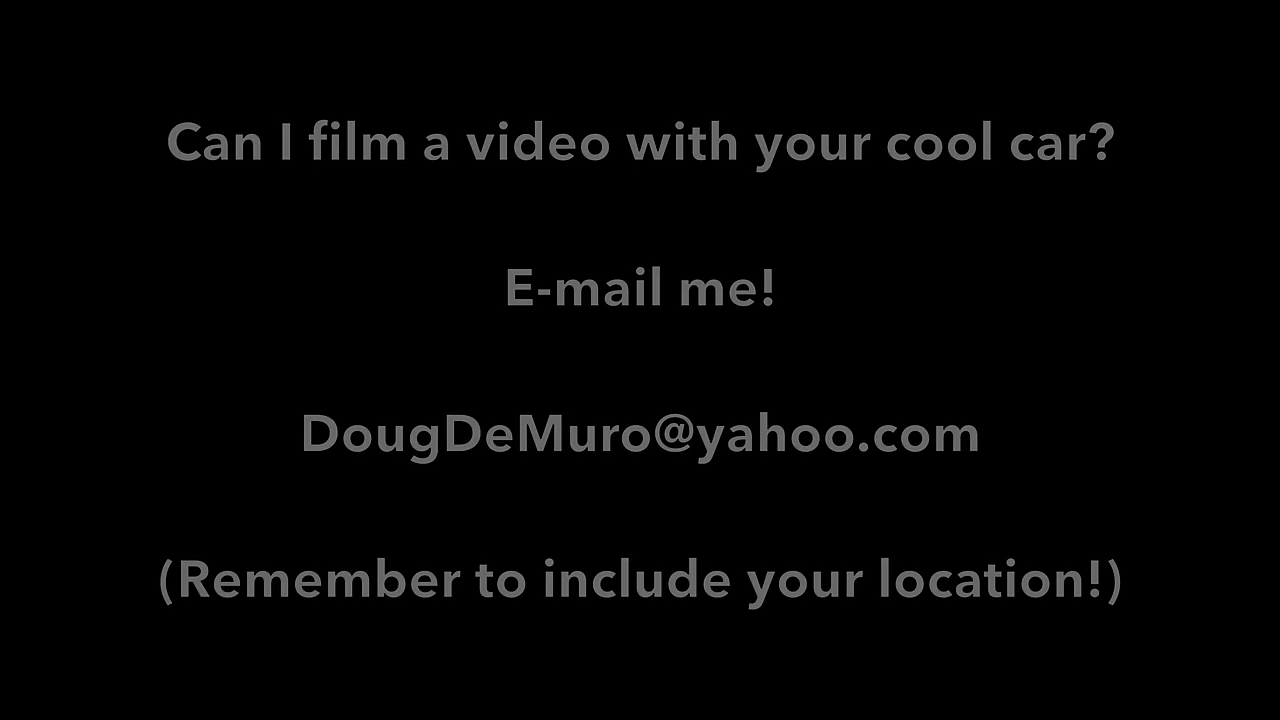 Can I film a video with your cool car?
E-mail me!
DougDeMuro@yahoo.com
(Remember to include your location!)